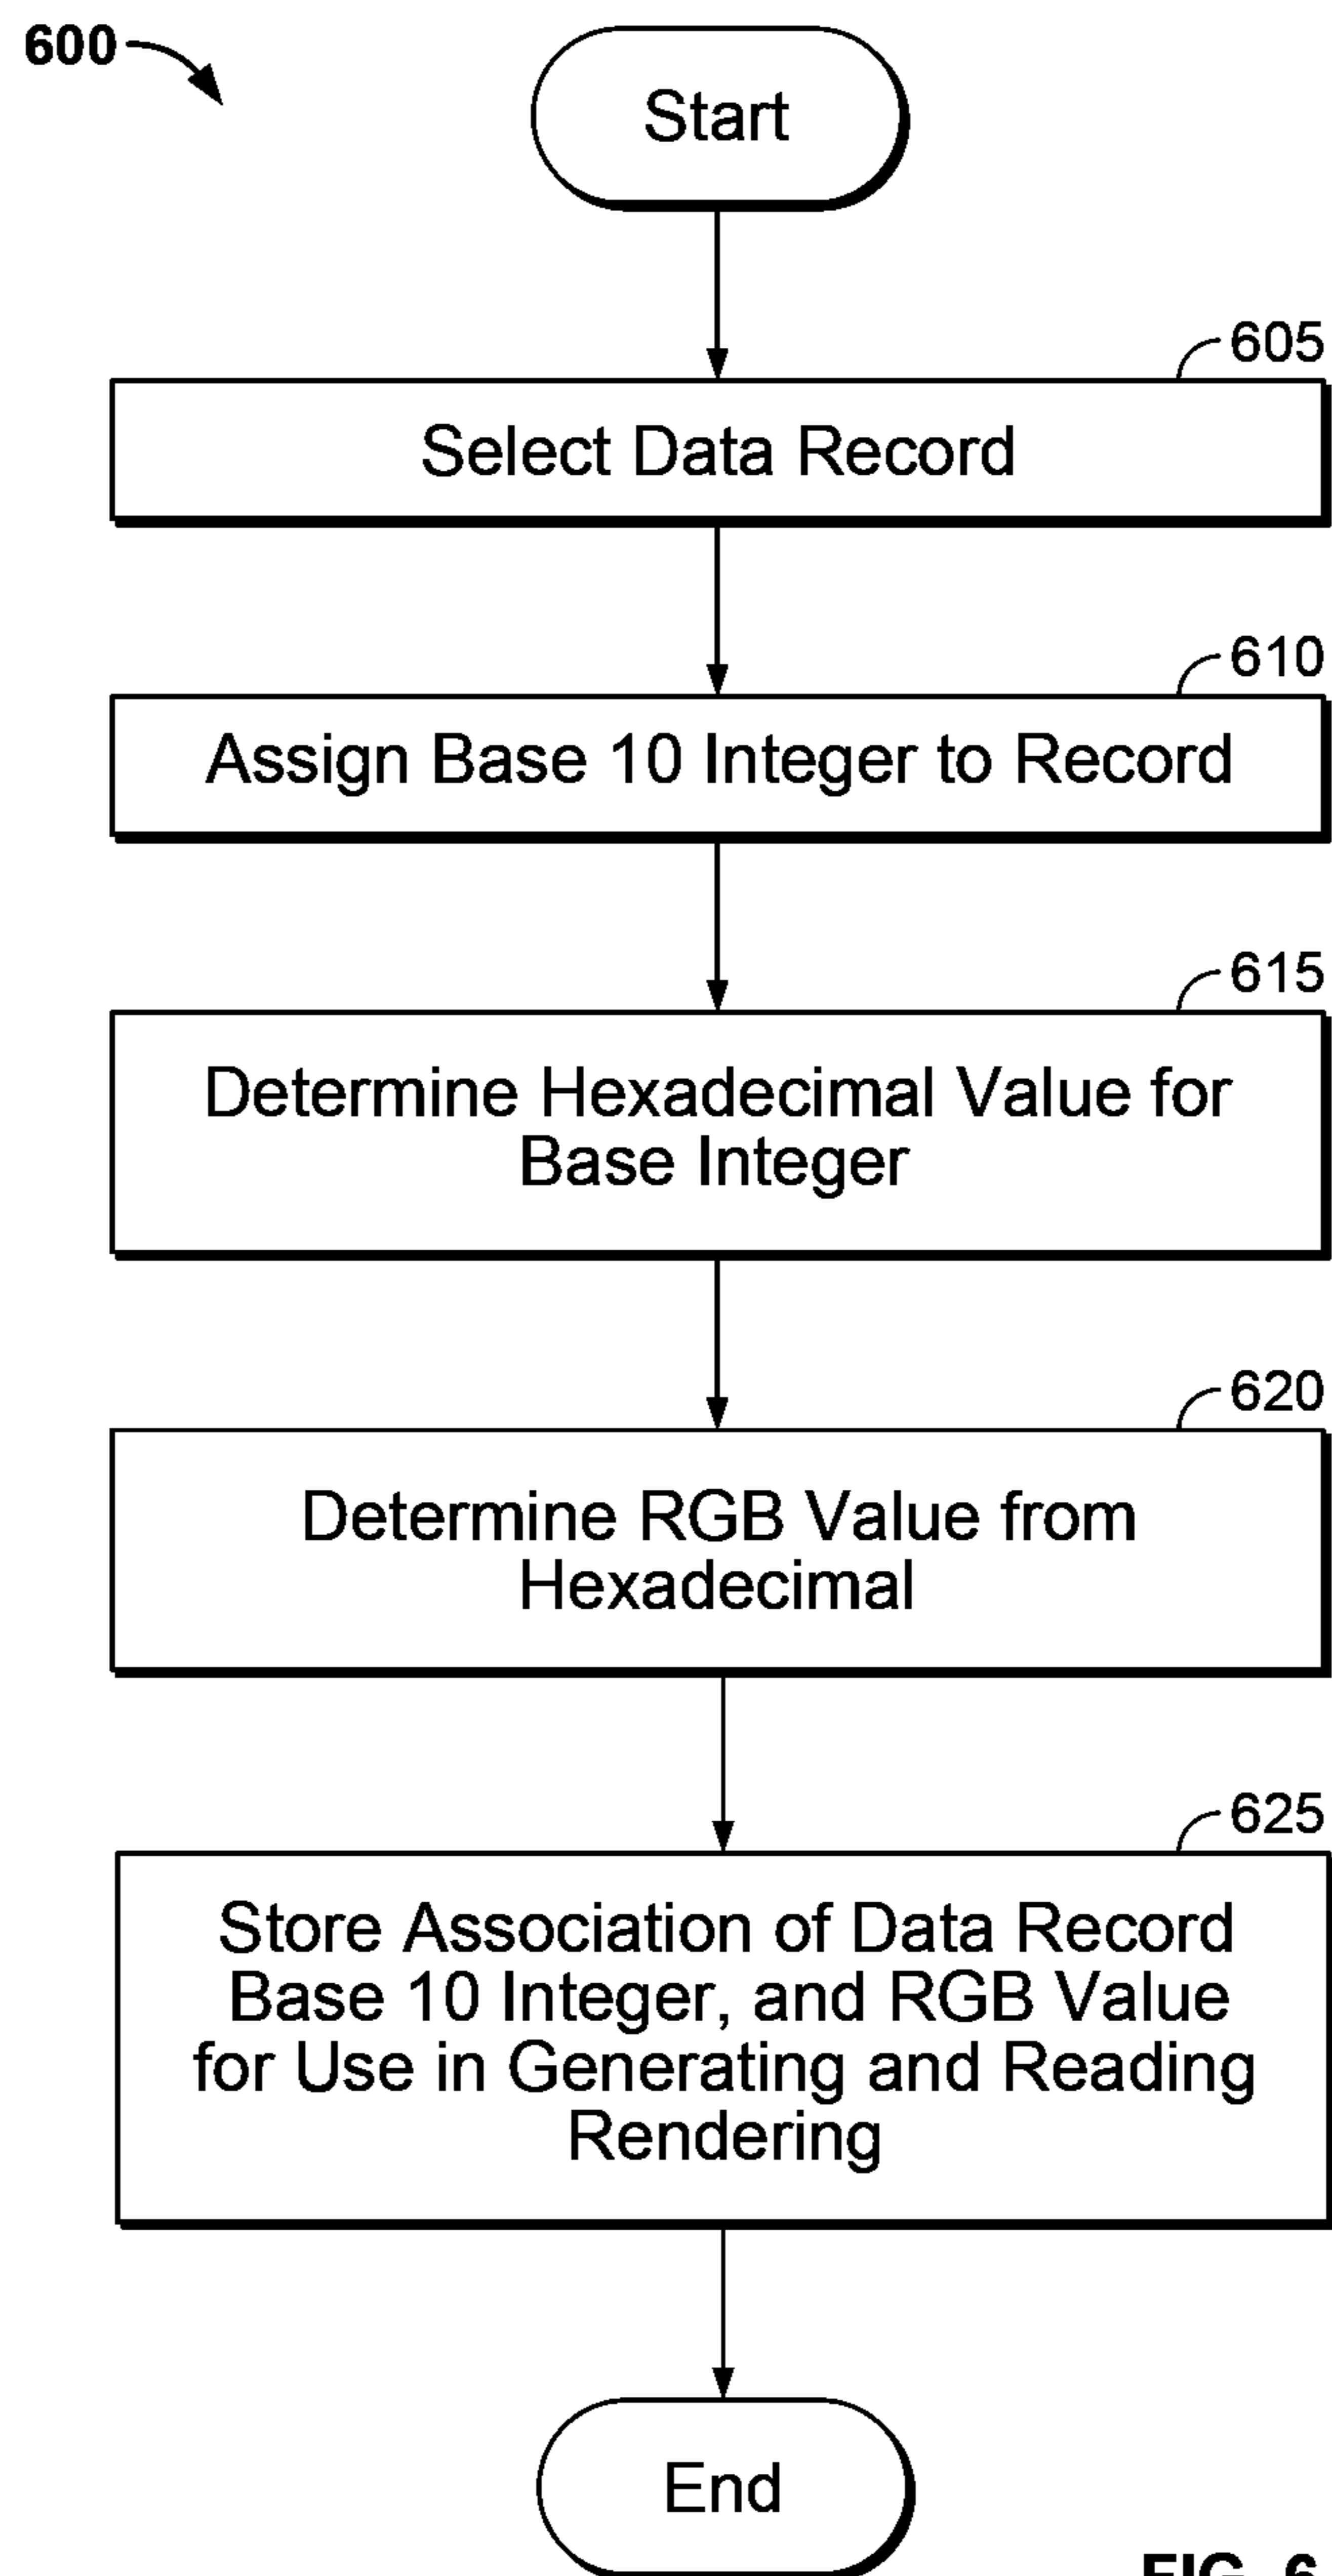 600
Start
605
Select Data Record
610
Assign Base 10 Integer to Record
615
Determine Hexadecimal Value for
Base Integer
620
Determine RGB Value from
Hexadecimal
625
Store Association of Data Record
Base 10 Integer, and RGB Value
for Use in Generating and Reading
Rendering
End
FIG. 6